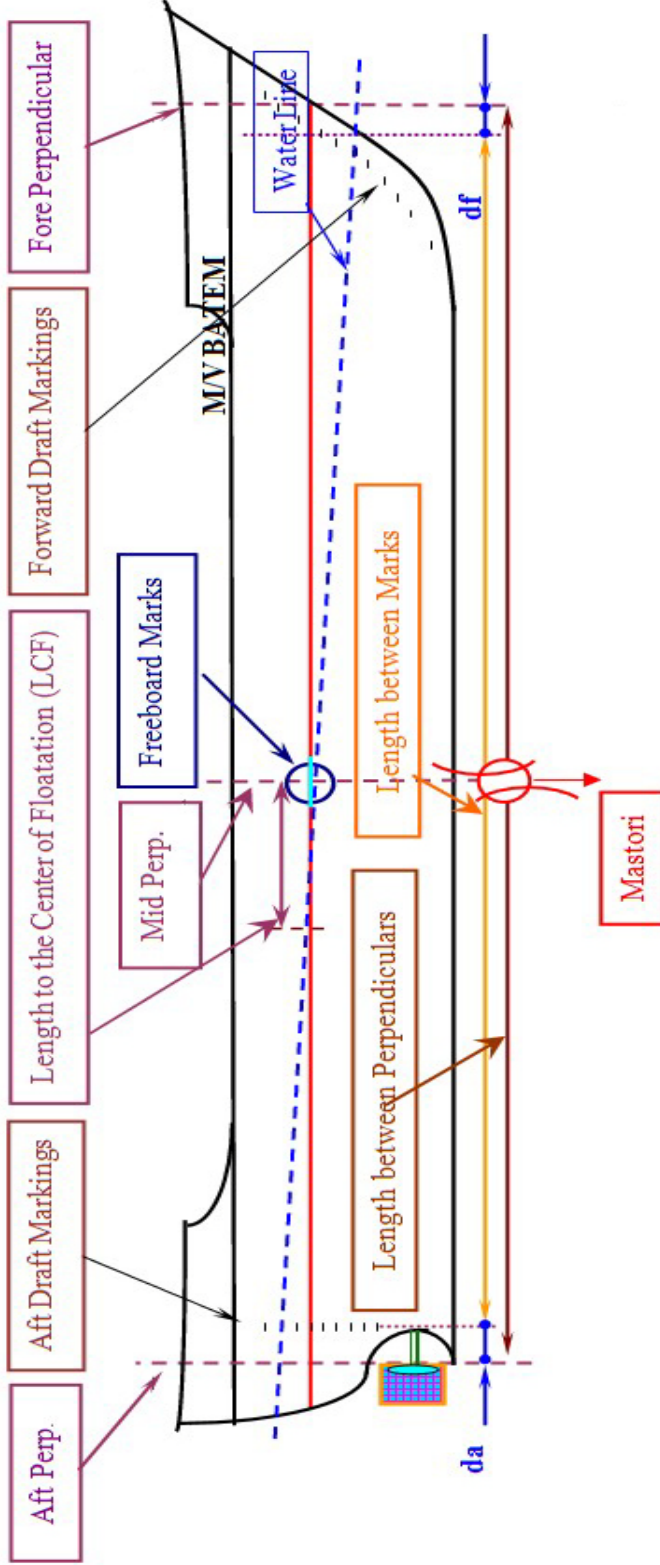 Aft Perp.
Aft Draft Markings
Length to the Center of Floatation (LCF)
Forward Draft Markings
Fore Perpendicular
Mid Perp.
Freeboard Marks
M/V BATEM
Water Line
Length between Perpendiculars
Length between Marks
da
df
Mastori